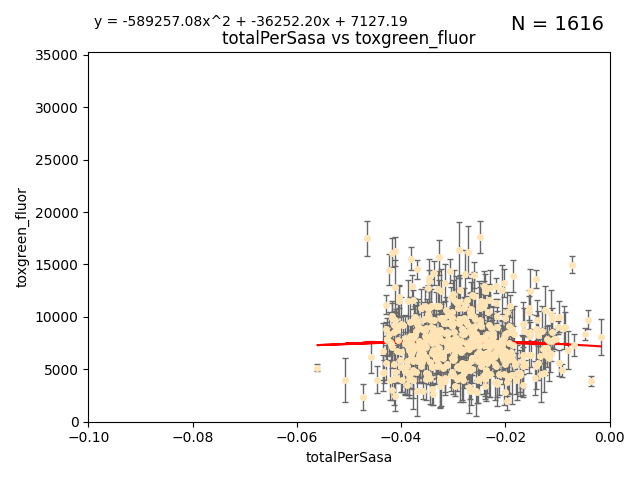 y = -589257.08x^2 + -36252.20x + 7127.19
N = 1616
totalPerSasa vs toxgreen_fluor
35000
30000
25000
20000
15000
10000
5000
0
toxgreen_fluor
−0.10
−0.08
−0.06
−0.04
−0.02
0.00
totalPerSasa